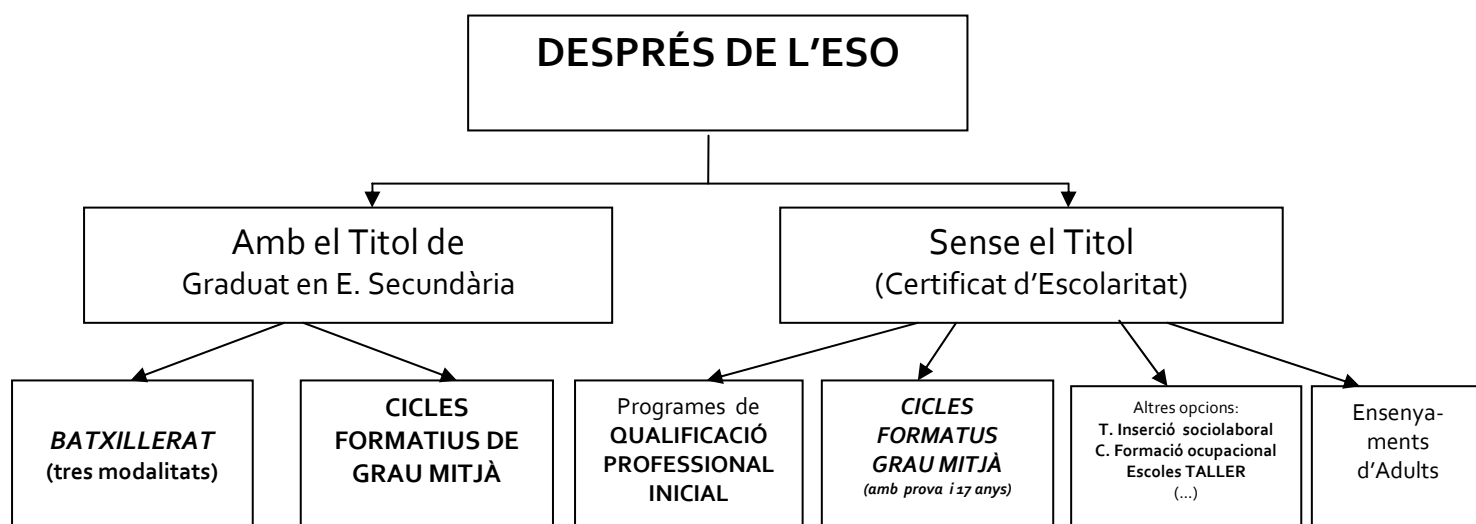 DESPRÉS DE L’ESO
Amb el Titol de
Graduat en E. Secundària
Sense el Titol
(Certificat d’Escolaritat)
BATXILLERAT
(tres modalitats)
CICLES
FORMATIUS DE
GRAU MITJÀ
Programes de
QUALIFICACIÓ
PROFESSIONAL
INICIAL
CICLES
FORMATUS
GRAU MITJÀ
(amb prova i 17 anys)
Altres opcions:
T. Inserció sociolaboral
C. Formació ocupacional
Escoles TALLER
(...)
Ensenya-
ments
d’Adults